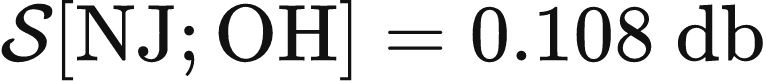 𝒮[NJ; OH] = 0.108 db